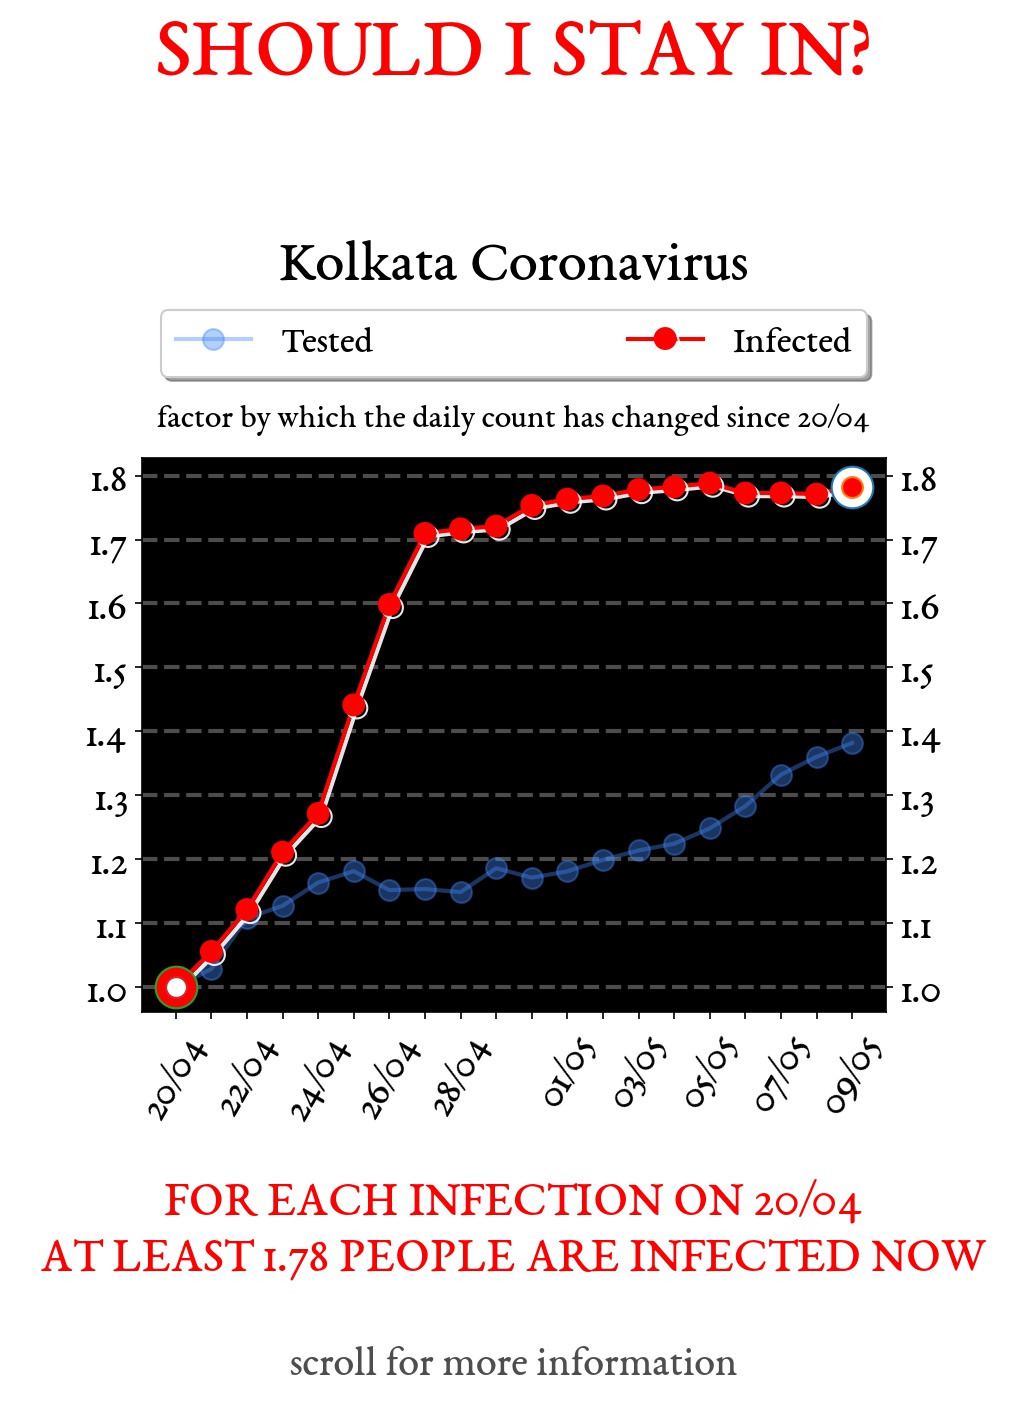 SHOULD I STAY IN?
Kolkata Coronavirus
Tested Infected
factor by which the daily count has changed since 20/04
1.8 1.8
1.7 1.7
1.6 1.6
1.5 1.5
1.4 1.4
1.3 1.3
1.2 1.2
1.1 1.1
1.0 1.0
20/04 22/04 24/04 26/04 28/04 01/05 03/05 05/05 07/05 09/05
FOR EACH INFECTION ON 20/04
AT LEAST 1.78 PEOPLE ARE INFECTED NOW
scroll for more information